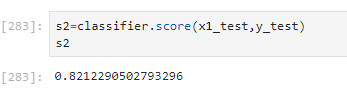 [283]: s2=classifier.score(x1_test,y_test)
s2
[283]: 0.8212290502793296